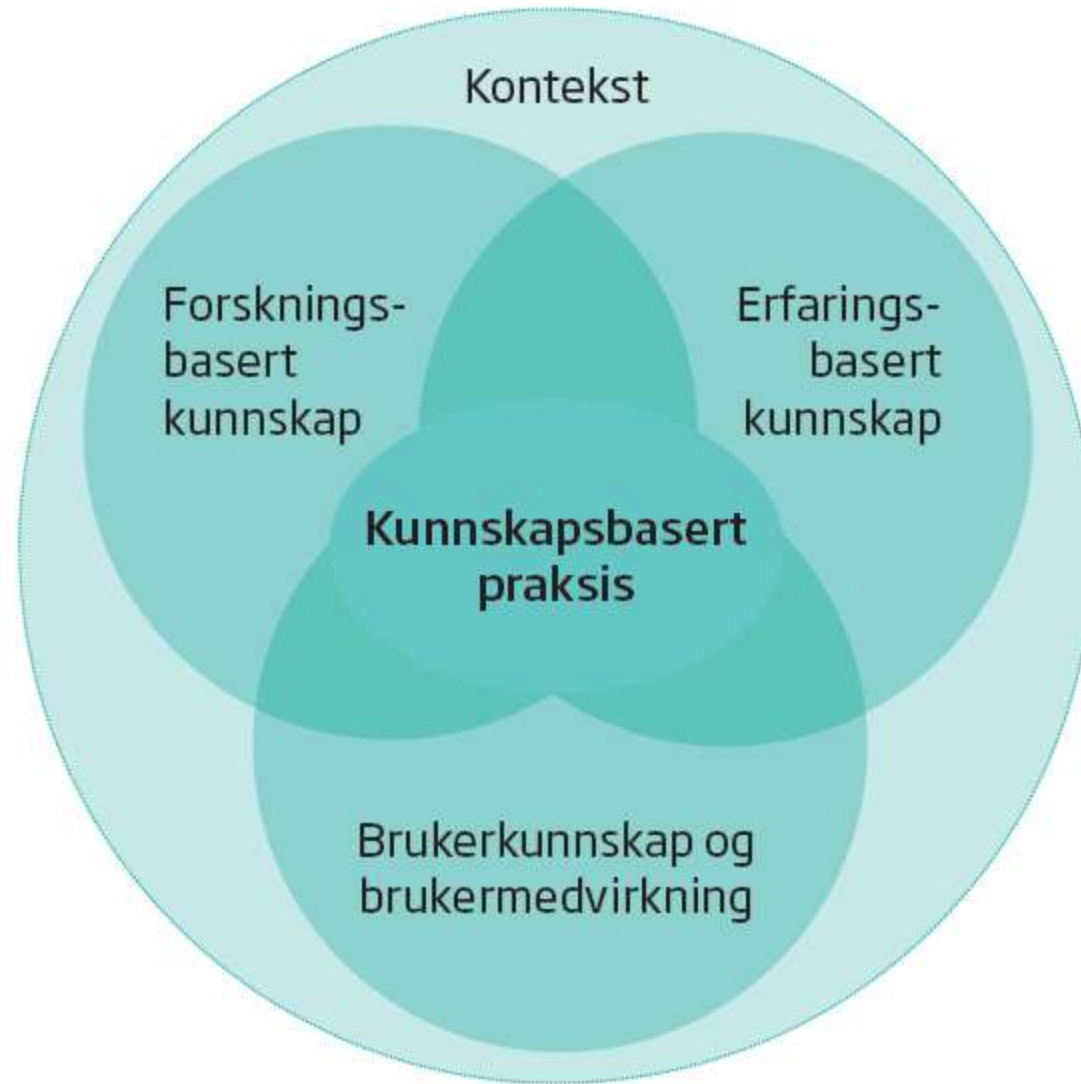 Kontekst
Forsknings-
basert
kunnskap
Erfarings-
basert
kunnskap
Kunnskapsbasert
praksis
Brukerkunnskap og
brukermedvirkning